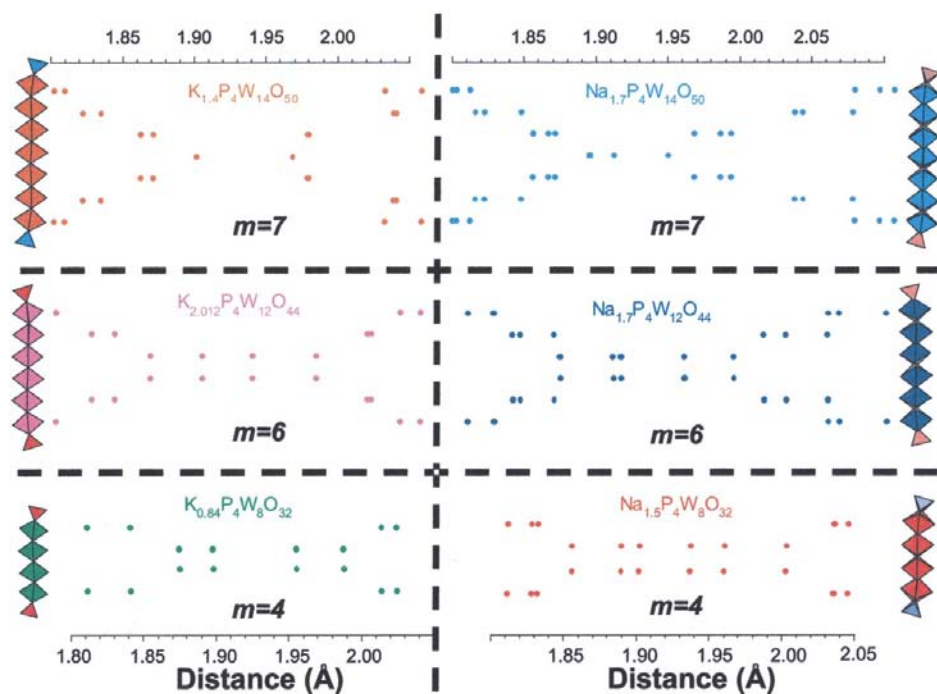 1.85 1.90 1.95 2.00
1.85 1.90 1.95 2.00 2.05
K1.4P4W14O50
Na1.7P4W14O50
m=7
m=7
K2.012P4W12O44
Na1.7P4W12O44
m=6
m=6
K0.84P4W8O32
Na1.5P4W8O32
m=4
m=4
1.80 1.85 1.90 1.95 2.00
1.85 1.90 1.95 2.00 2.05
Distance (Å)
Distance (Å)